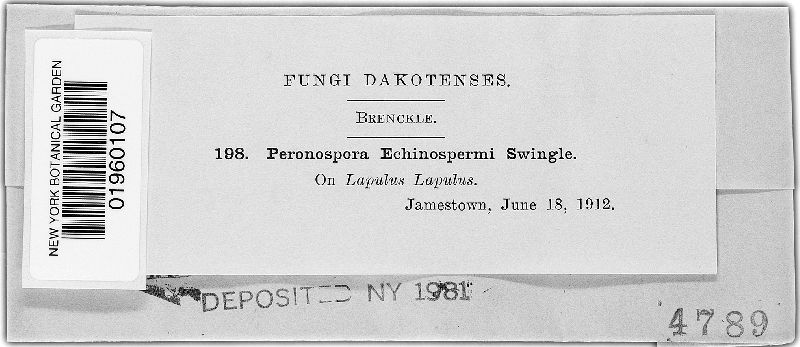 FUNGI DAKOTENSES.
BRENCKLE.
198. Peronospora Echinospermi Swingle.
On Lapulus Lapulus.
Jamestown, June 18, 1912.
NEW YORK BOTANICAL GARDEN
01960107
DEPOSITED NY 1981
4789